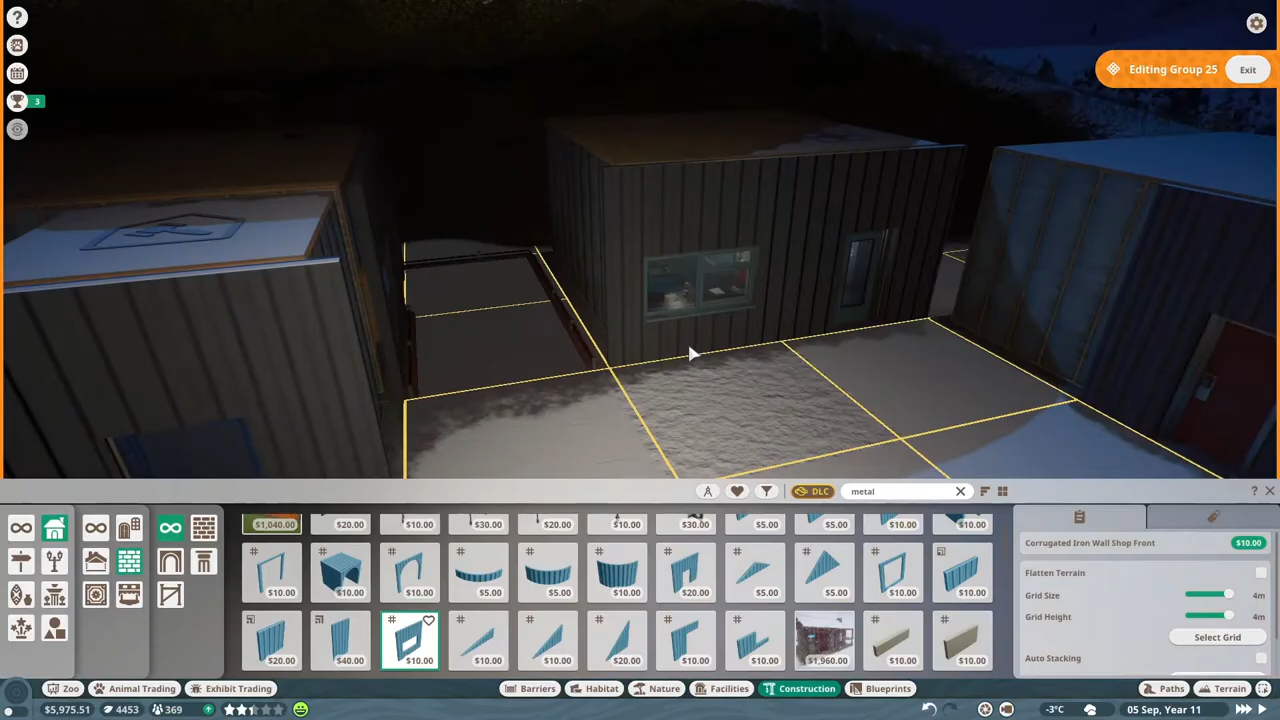 ?
Editing Group 25
Exit
3
DLC
metal
?
$1,040.00
$20.00
$10.00
$30.00
$20.00
$10.00
$30.00
$5.00
$5.00
$10.00
$10.00
Corrugated Iron Wall Shop Front
$10.00
Flatten Terrain
Grid Size
4m
Grid Height
4m
Select Grid
Auto Stacking
$10.00
$10.00
$10.00
$5.00
$5.00
$10.00
$20.00
$5.00
$5.00
$10.00
$10.00
$20.00
$40.00
$10.00
$10.00
$10.00
$20.00
$10.00
$10.00
$1,960.00
$10.00
$10.00
Zoo
Animal Trading
Exhibit Trading
Barriers
Habitat
Nature
Facilities
Construction
Blueprints
Paths
Terrain
$5,975.51
4453
369
-3°C
05 Sep, Year 11